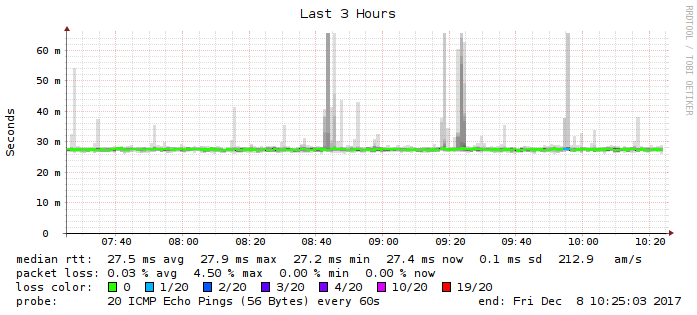 Last 3 Hours
RRDTOOL / TOBI OETIKER
Seconds
60 m
50 m
40 m
30 m
20 m
10 m
0
07:40 08:00 08:20 08:40 09:00 09:20 09:40 10:00 10:20
median rtt: 27.5 ms avg 27.9 ms max 27.2 ms min 27.4 ms now 0.1 ms sd 212.9 am/s
packet loss: 0.03 % avg 4.50 % max 0.00 % min 0.00 % now
loss color: 0 1/20 2/20 3/20 4/20 10/20 19/20
probe: 20 ICMP Echo Pings (56 Bytes) every 60s end: Fri Dec 8 10:25:03 2017